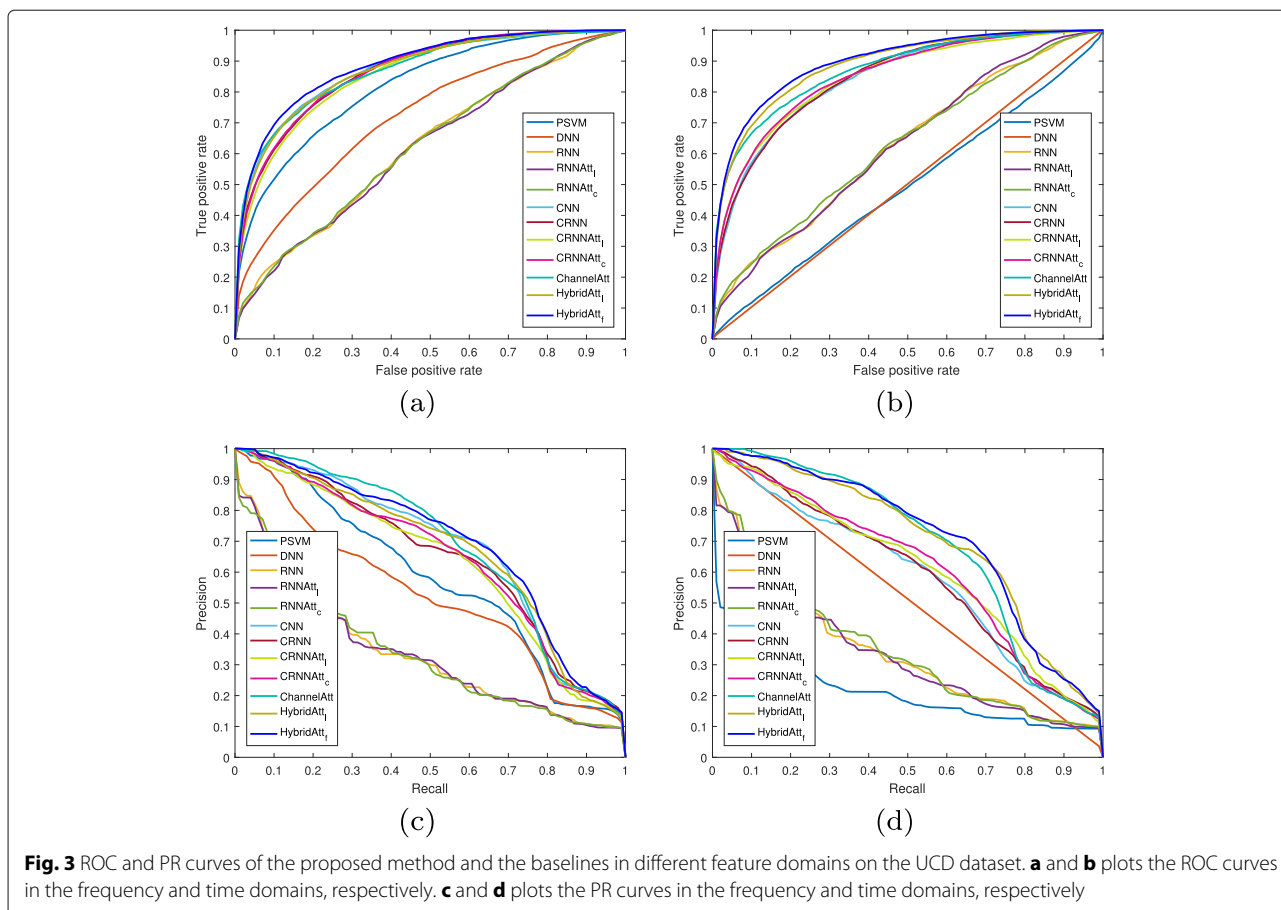 1
0.9
0.8
0.7
0.6
0.5
0.4
0.3
0.2
0.1
0
True positive rate
0 0.1 0.2 0.3 0.4 0.5 0.6 0.7 0.8 0.9 1
False positive rate
PSVM
DNN
RNN
RNNAtt_l
RNNAtt_c
CNN
CRNN
CRNNAtt_l
CRNNAtt_c
ChannelAtt
HybridAtt_l
HybridAtt_f
(a)
1
0.9
0.8
0.7
0.6
0.5
0.4
0.3
0.2
0.1
0
True positive rate
0 0.1 0.2 0.3 0.4 0.5 0.6 0.7 0.8 0.9 1
False positive rate
PSVM
DNN
RNN
RNNAtt_l
RNNAtt_c
CNN
CRNN
CRNNAtt_l
CRNNAtt_c
ChannelAtt
HybridAtt_l
HybridAtt_f
(b)
1
0.9
0.8
0.7
0.6
0.5
0.4
0.3
0.2
0.1
0
Precision
0 0.1 0.2 0.3 0.4 0.5 0.6 0.7 0.8 0.9 1
Recall
PSVM
DNN
RNN
RNNAtt_l
RNNAtt_c
CNN
CRNN
CRNNAtt_l
CRNNAtt_c
ChannelAtt
HybridAtt_l
HybridAtt_f
(c)
1
0.9
0.8
0.7
0.6
0.5
0.4
0.3
0.2
0.1
0
Precision
0 0.1 0.2 0.3 0.4 0.5 0.6 0.7 0.8 0.9 1
Recall
PSVM
DNN
RNN
RNNAtt_l
RNNAtt_c
CNN
CRNN
CRNNAtt_l
CRNNAtt_c
ChannelAtt
HybridAtt_l
HybridAtt_f
(d)
Fig. 3 ROC and PR curves of the proposed method and the baselines in different feature domains on the UCD dataset. a and b plots the ROC curves
in the frequency and time domains, respectively. c and d plots the PR curves in the frequency and time domains, respectively